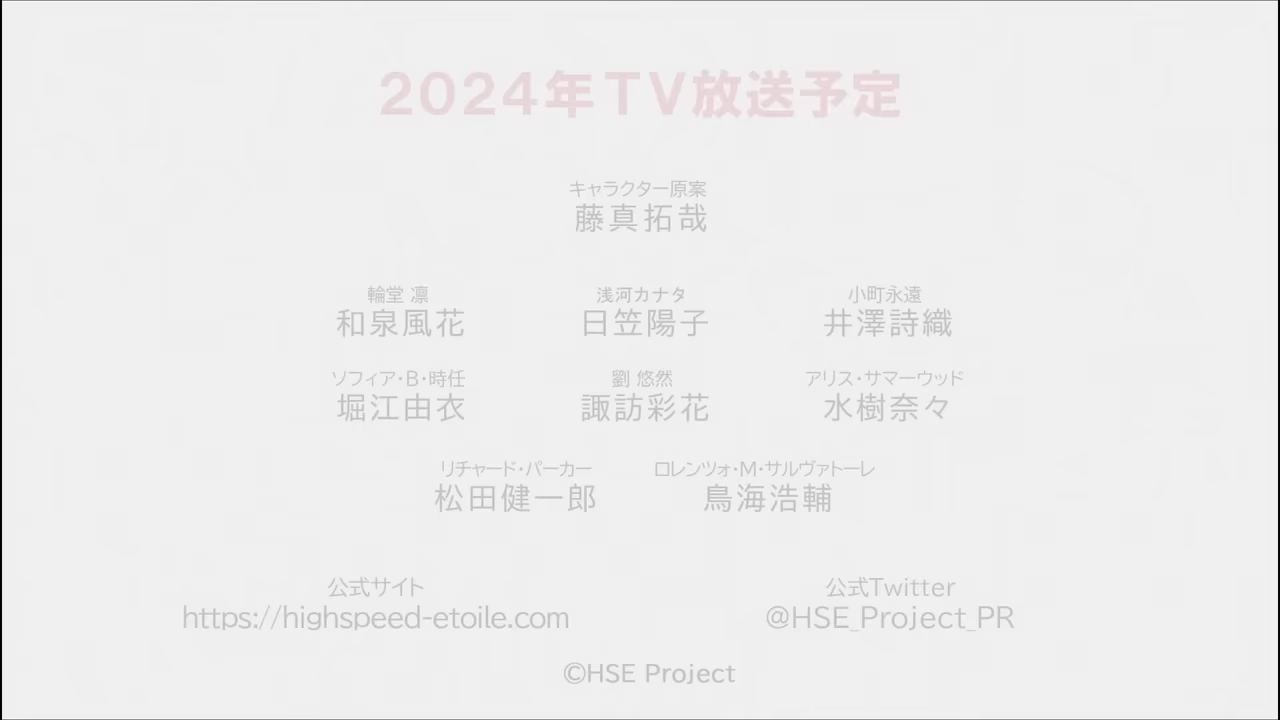 2024年TV放送予定
キャラクター原案
藤真拓哉
輪堂 凛 浅河カナタ 小町永遠
和泉風花 日笠陽子 井澤詩織
ソフィア・B・時任 劉 悠然 アリス・サマーウッド
堀江由衣 諏訪彩花 水樹奈々
リチャード・パーカー ロレンツォ・M・サルヴァトーレ
松田健一郎 鳥海浩輔
公式サイト 公式Twitter
https://highspeed-etoile.com @HSE_Project_PR
©HSE Project